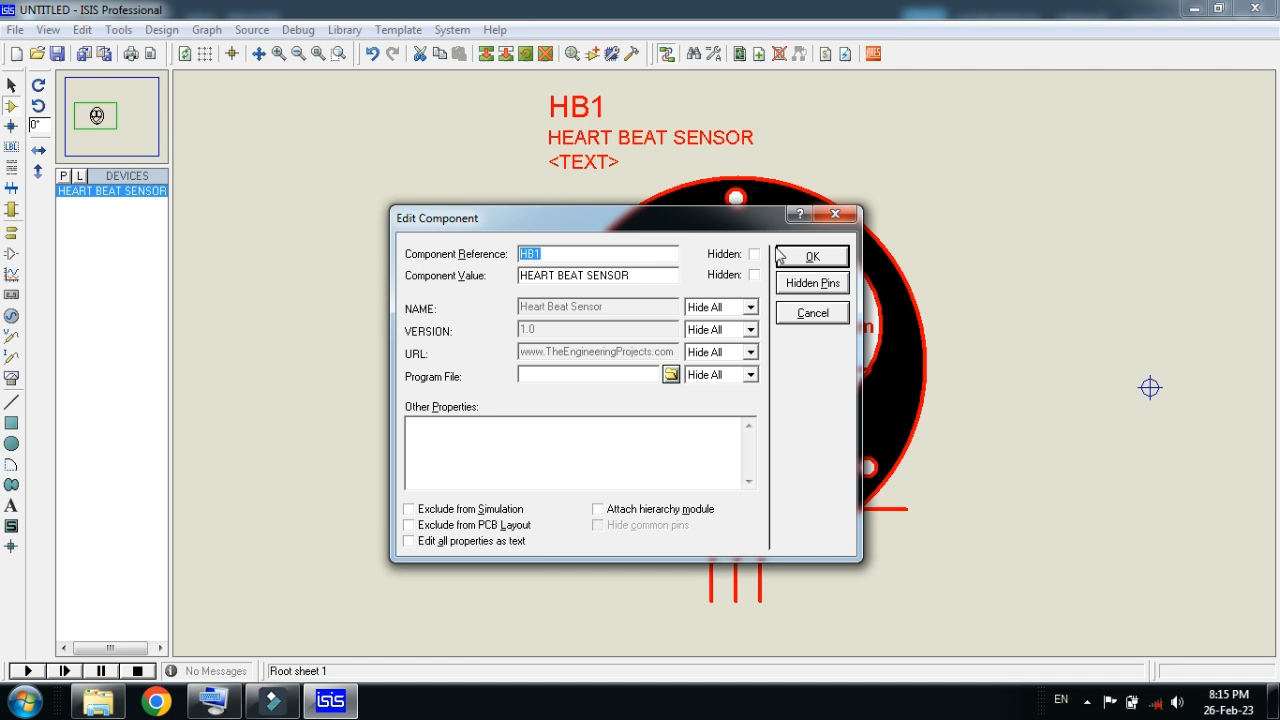 UNTITLED - ISIS Professional
File View Edit Tools Design Graph Source Debug Library Template System Help
0°
LBL
A
S
ARES
P L DEVICES
HEART BEAT SENSOR
HB1
HEART BEAT SENSOR
<TEXT>
Edit Component
Component Reference: HB1 Hidden:
Component Value: HEART BEAT SENSOR Hidden:
NAME: Heart Beat Sensor Hide All
VERSION: 1.0 Hide All
URL: www.TheEngineeringProjects.com Hide All
Program File: Hide All
Other Properties:
Exclude from Simulation
Exclude from PCB Layout
Edit all properties as text
Attach hierarchy module
Hide common pins
OK
Hidden Pins
Cancel
No Messages
Root sheet 1
isis
EN
8:15 PM
26-Feb-23